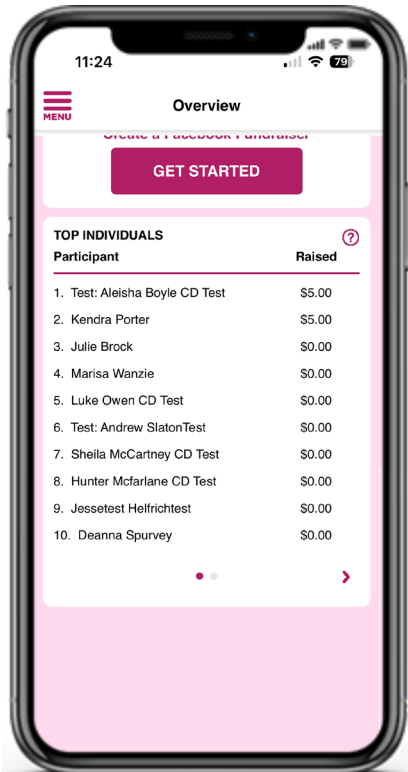 11:24
79
MENU
Overview
Create a Facebook Fundraiser
GET STARTED
TOP INDIVIDUALS
?
Participant Raised
1. Test: Aleisha Boyle CD Test $5.00
2. Kendra Porter $5.00
3. Julie Brock $0.00
4. Marisa Wanzie $0.00
5. Luke Owen CD Test $0.00
6. Test: Andrew SlatonTest $0.00
7. Sheila McCartney CD Test $0.00
8. Hunter Mcfarlane CD Test $0.00
9. Jessetest Helfrichtest $0.00
10. Deanna Spurvey $0.00